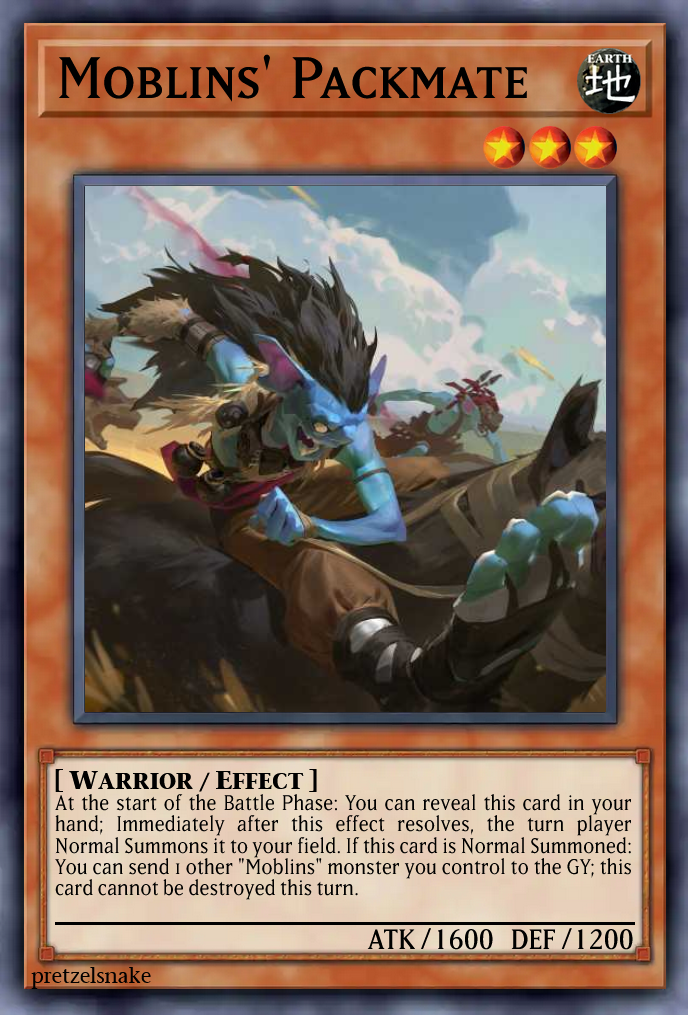 Moblins' Packmate
EARTH
地
[ Warrior / Effect ]
At the start of the Battle Phase: You can reveal this card in your
hand; Immediately after this effect resolves, the turn player
Normal Summons it to your field. If this card is Normal Summoned:
You can send 1 other "Moblins" monster you control to the GY; this
card cannot be destroyed this turn.
ATK / 1600 DEF / 1200
pretzelsnake